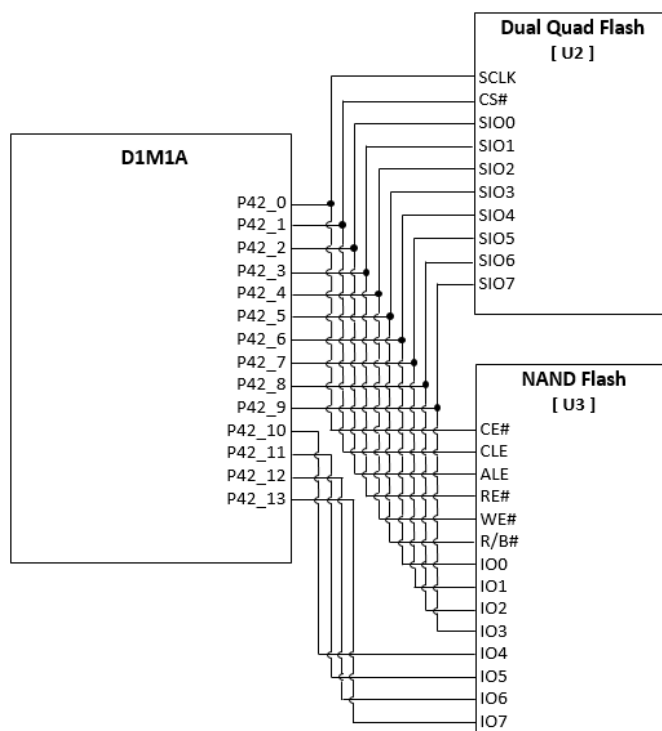 Dual Quad Flash
[ U2 ]
SCLK
CS#
SIO0
SIO1
SIO2
SIO3
SIO4
SIO5
SIO6
SIO7
D1M1A
P42_0
P42_1
P42_2
P42_3
P42_4
P42_5
P42_6
P42_7
P42_8
P42_9
P42_10
P42_11
P42_12
P42_13
NAND Flash
[ U3 ]
CE#
CLE
ALE
RE#
WE#
R/B#
IO0
IO1
IO2
IO3
IO4
IO5
IO6
IO7